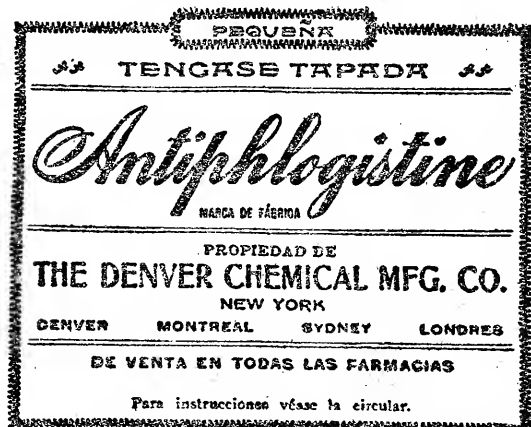 PEQUEÑA
TENGASE TAPADA
Antiphlogistine
MARCA DE FÁBRICA
PROPIEDAD DE
THE DENVER CHEMICAL MFG. CO.
NEW YORK
DENVER MONTREAL SYDNEY LONDRES
DE VENTA EN TODAS LAS FARMACIAS
Para instrucciones véase la circular.